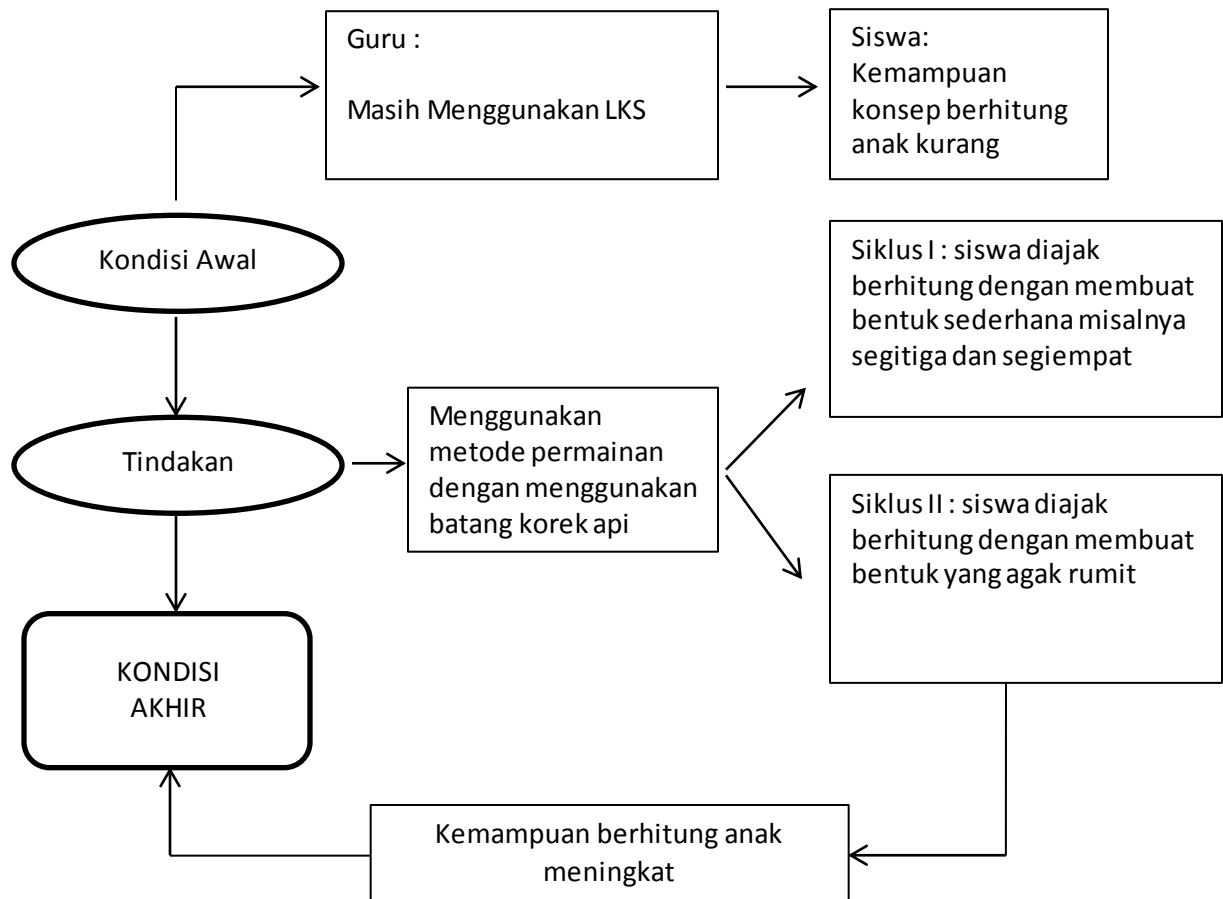 Guru :
Masih Menggunakan LKS
Siswa:
Kemampuan
konsep berhitung
anak kurang
Kondisi Awal
Siklus I : siswa diajak
berhitung dengan membuat
bentuk sederhana misalnya
segitiga dan segiempat
Tindakan
Menggunakan
metode permainan
dengan menggunakan
batang korek api
Siklus II : siswa diajak
berhitung dengan membuat
bentuk yang agak rumit
KONDISI
AKHIR
Kemampuan berhitung anak
meningkat